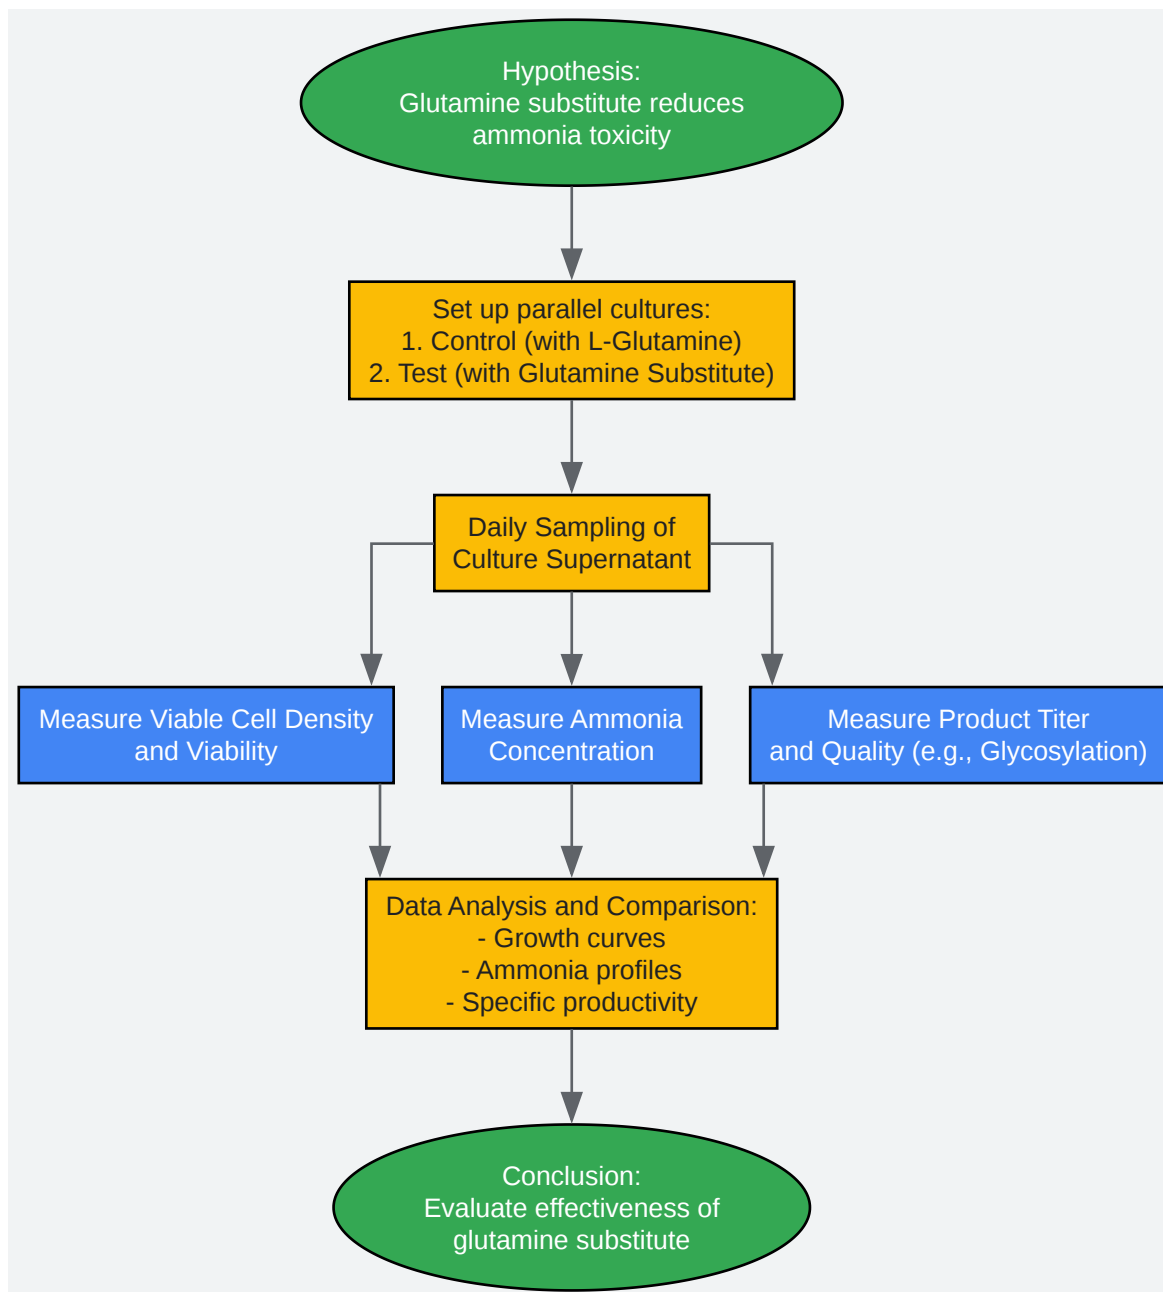 Hypothesis:
Glutamine substitute reduces
ammonia toxicity
Set up parallel cultures:
1. Control (with L-Glutamine)
2. Test (with Glutamine Substitute)
Daily Sampling of
Culture Supernatant
Measure Viable Cell Density
and Viability
Measure Ammonia
Concentration
Measure Product Titer
and Quality (e.g., Glycosylation)
Data Analysis and Comparison:
- Growth curves
- Ammonia profiles
- Specific productivity
Conclusion:
Evaluate effectiveness of
glutamine substitute